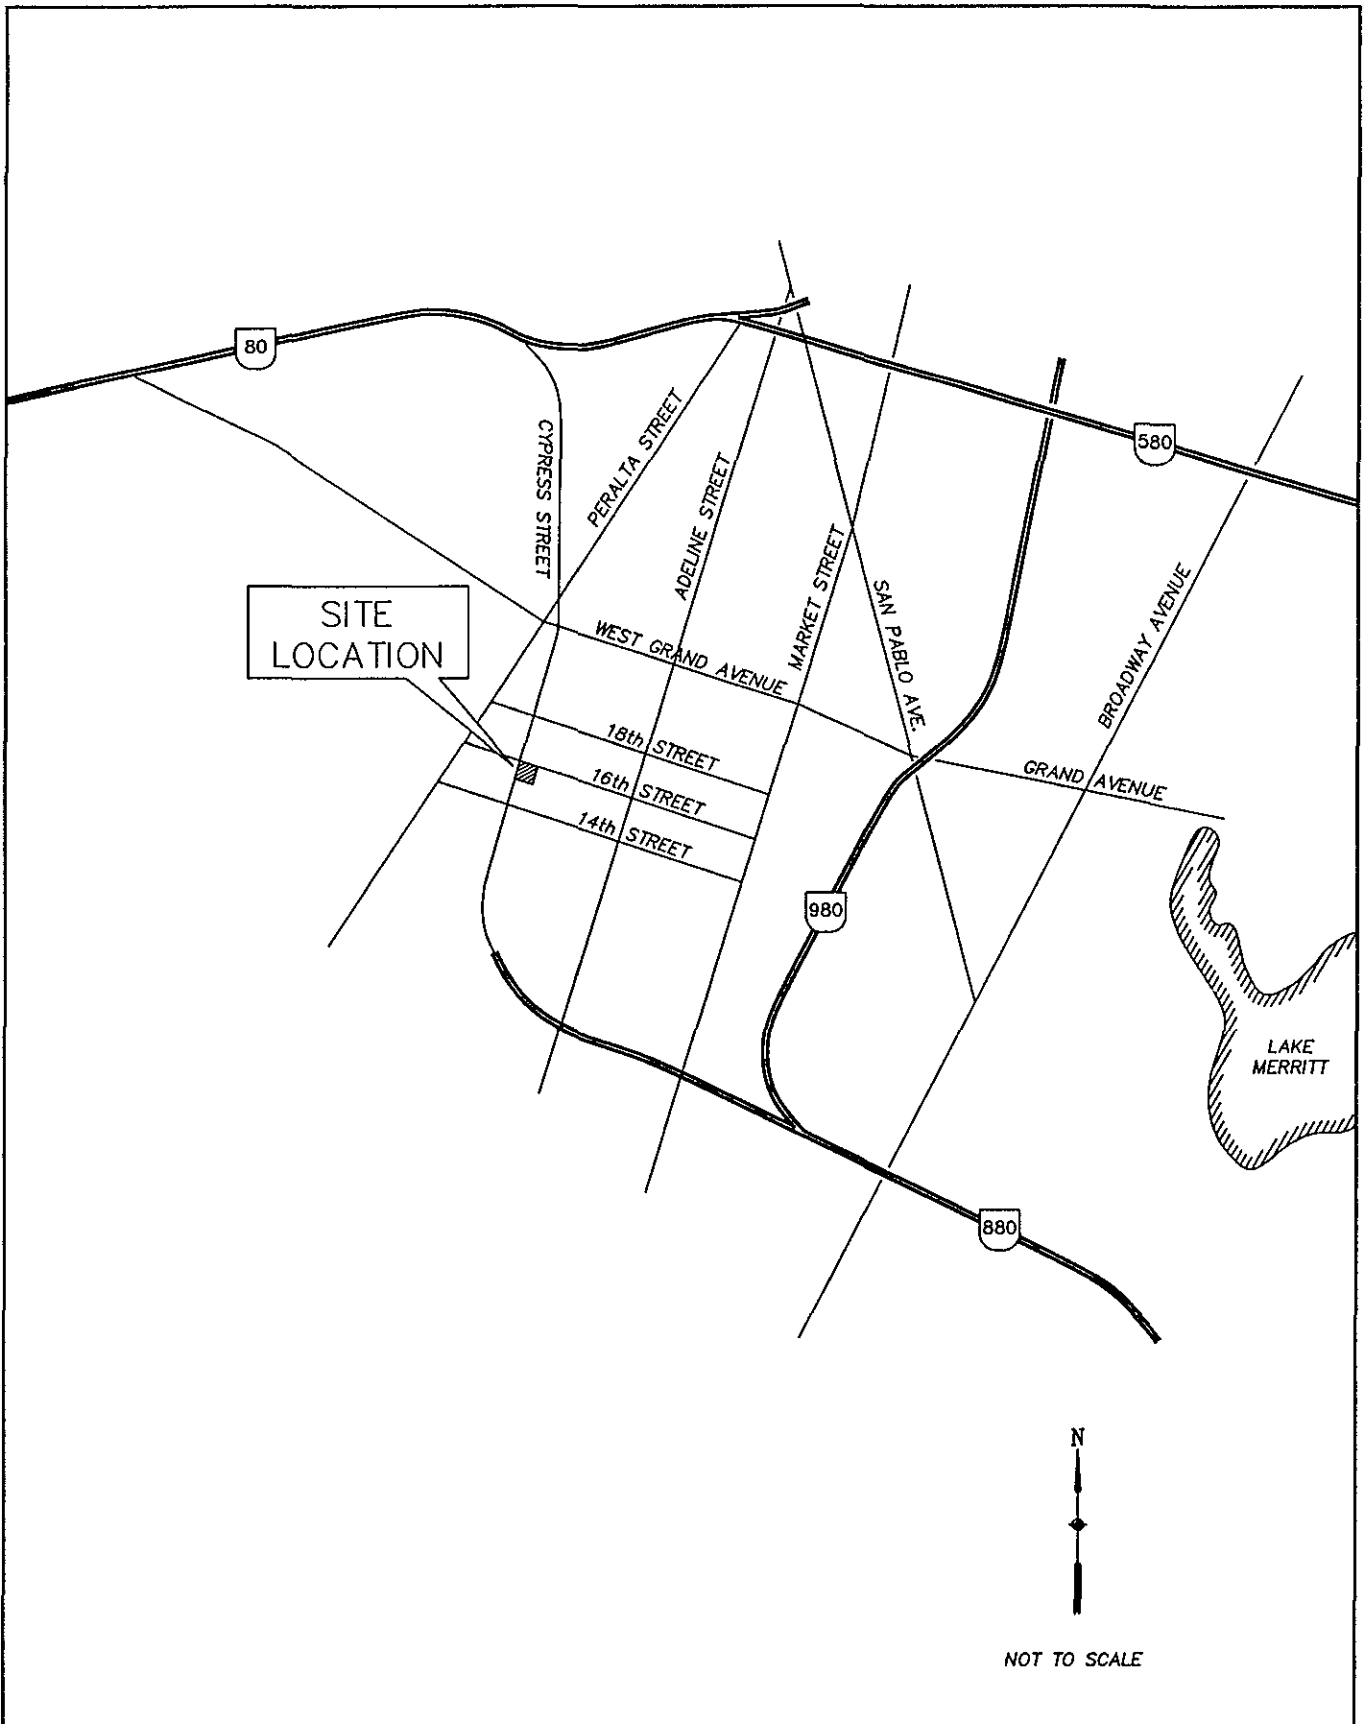 80
580
CYPRESS STREET
PERALTA STREET
ADELINE STREET
MARKET STREET
SAN PABLO AVE.
BROADWAY AVENUE
SITE
LOCATION
WEST GRAND AVENUE
18th STREET
16th STREET
14th STREET
GRAND AVENUE
980
LAKE
MERRITT
880
N
NOT TO SCALE